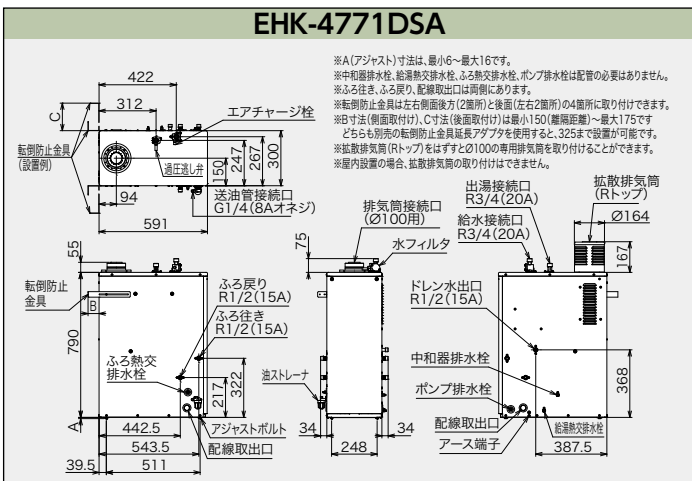 EHK-4771DSA
※A(アジャスト)寸法は、最小6～最大16です。
※中和器排水栓、給湯熱交排水栓、ふろ熱交排水栓、ポンプ排水栓は配管の必要はありません。
※ふろ往き、ふろ戻り、配線取出口は両側にあります。
※転倒防止金具は左右側面後方(2箇所)と後面(左右2箇所)の4箇所に取り付けできます。
※B寸法(側面取付け)、C寸法(後面取付け)は最小150(離隔距離)～最大175です
どちらも別売の転倒防止金具延長アダプタを使用すると、325まで設置が可能です。
※拡散排気筒(Rトップ)をはずすとØ100の専用排気筒を取り付けることができます。
※屋内設置の場合、拡散排気筒の取り付けはできません。
422
312
エアチャージ栓
C
転倒防止金具
(設置例)
過圧逃し弁
150
247
267
300
94
送油管接続口
G1/4(8Aオネジ)
591
55
転倒防止
金具
B
790
A
ふろ戻り
R1/2(15A)
ふろ往き
R1/2(15A)
ふろ熱交
排水栓
217
322
442.5
アジャストボルト
543.5
配線取出口
39.5
511
75
排気筒接続口
(Ø100用)
水フィルタ
油ストレーナ
34
34
248
出湯接続口
R3/4(20A)
給水接続口
R3/4(20A)
拡散排気筒
(Rトップ)
Ø164
167
ドレン水出口
R1/2(15A)
中和器排水栓
ポンプ排水栓
368
配線取出口
アース端子
給湯熱交排水栓
387.5